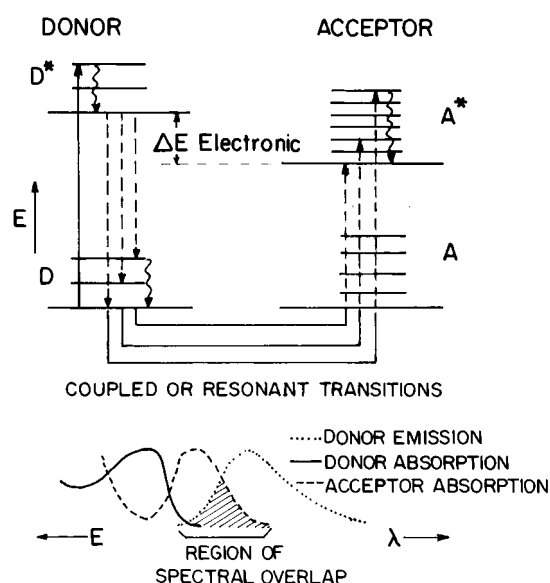 DONOR
ACCEPTOR
D*
A*
ΔE Electronic
E
D
A
COUPLED OR RESONANT TRANSITIONS
DONOR EMISSION
DONOR ABSORPTION
ACCEPTOR ABSORPTION
E
λ
REGION OF
SPECTRAL OVERLAP